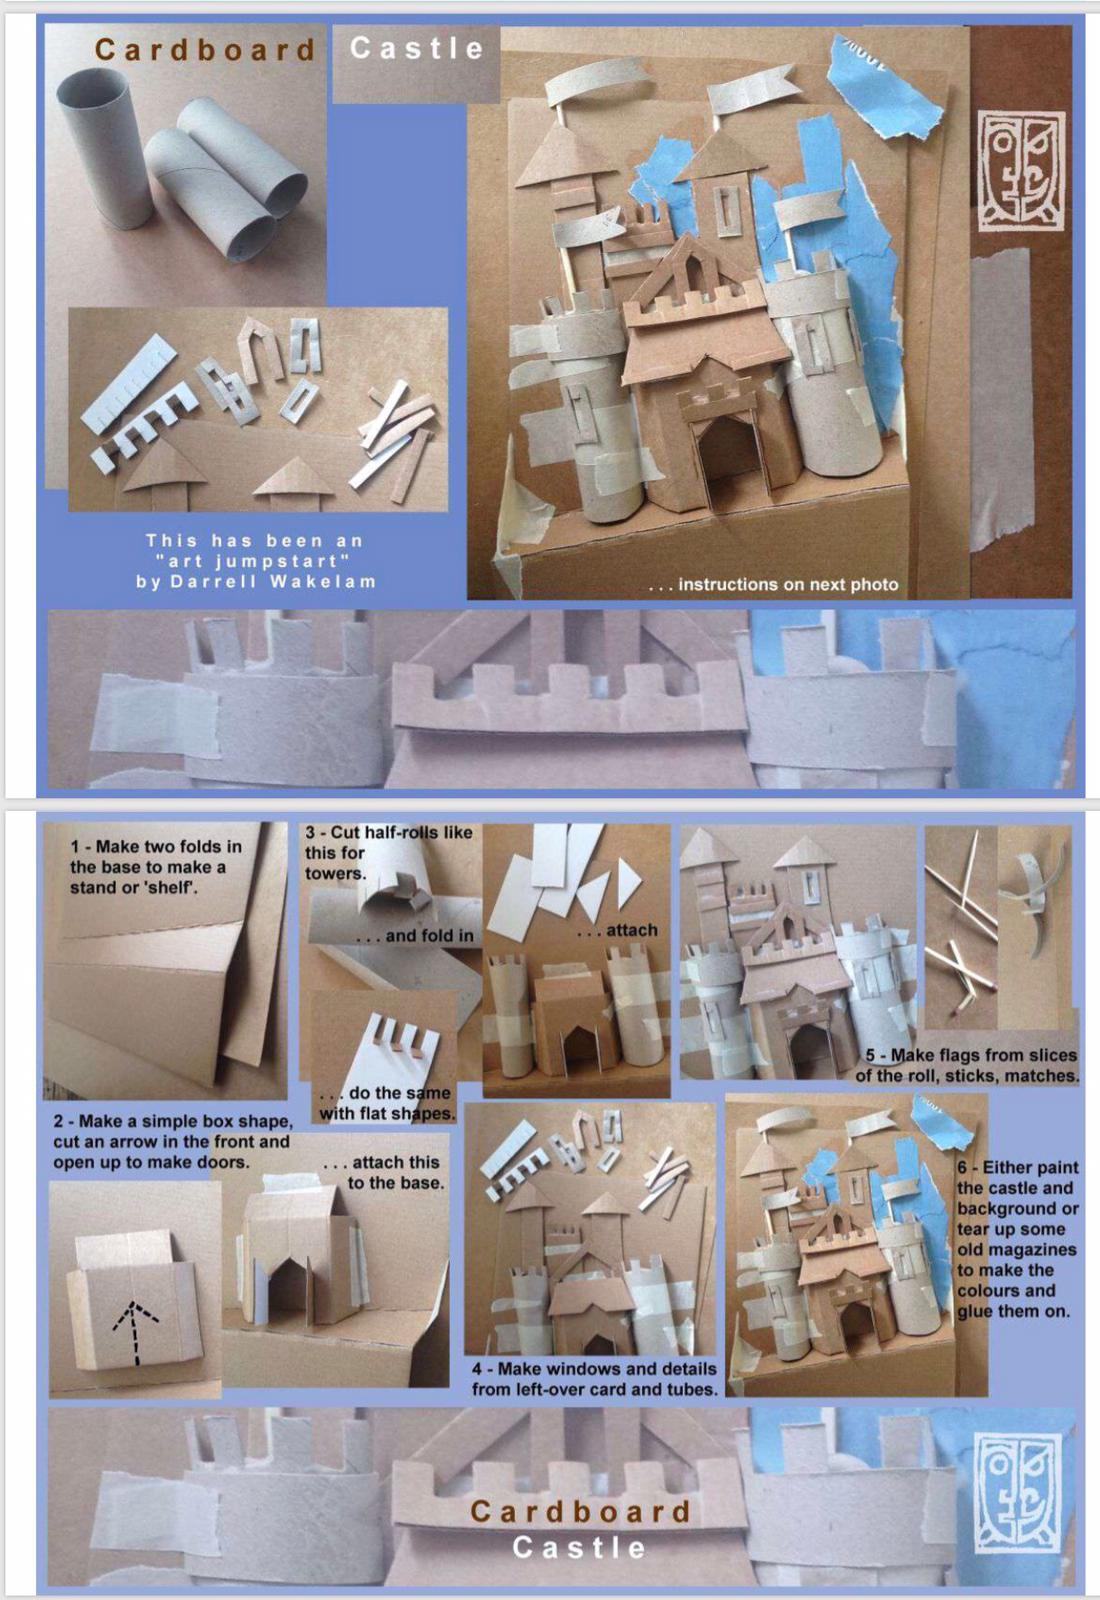 Cardboard Castle
This has been an
"art jumpstart"
by Darrell Wakelam
. . . instructions on next photo
1 - Make two folds in
the base to make a
stand or 'shelf'.
2 - Make a simple box shape,
cut an arrow in the front and
open up to make doors.
. . . attach this
to the base.
3 - Cut half-rolls like
this for
towers.
. . . and fold in
. . . do the same
with flat shapes.
. . . attach
4 - Make windows and details
from left-over card and tubes.
5 - Make flags from slices
of the roll, sticks, matches.
6 - Either paint
the castle and
background or
tear up some
old magazines
to make the
colours and
glue them on.
Cardboard
Castle